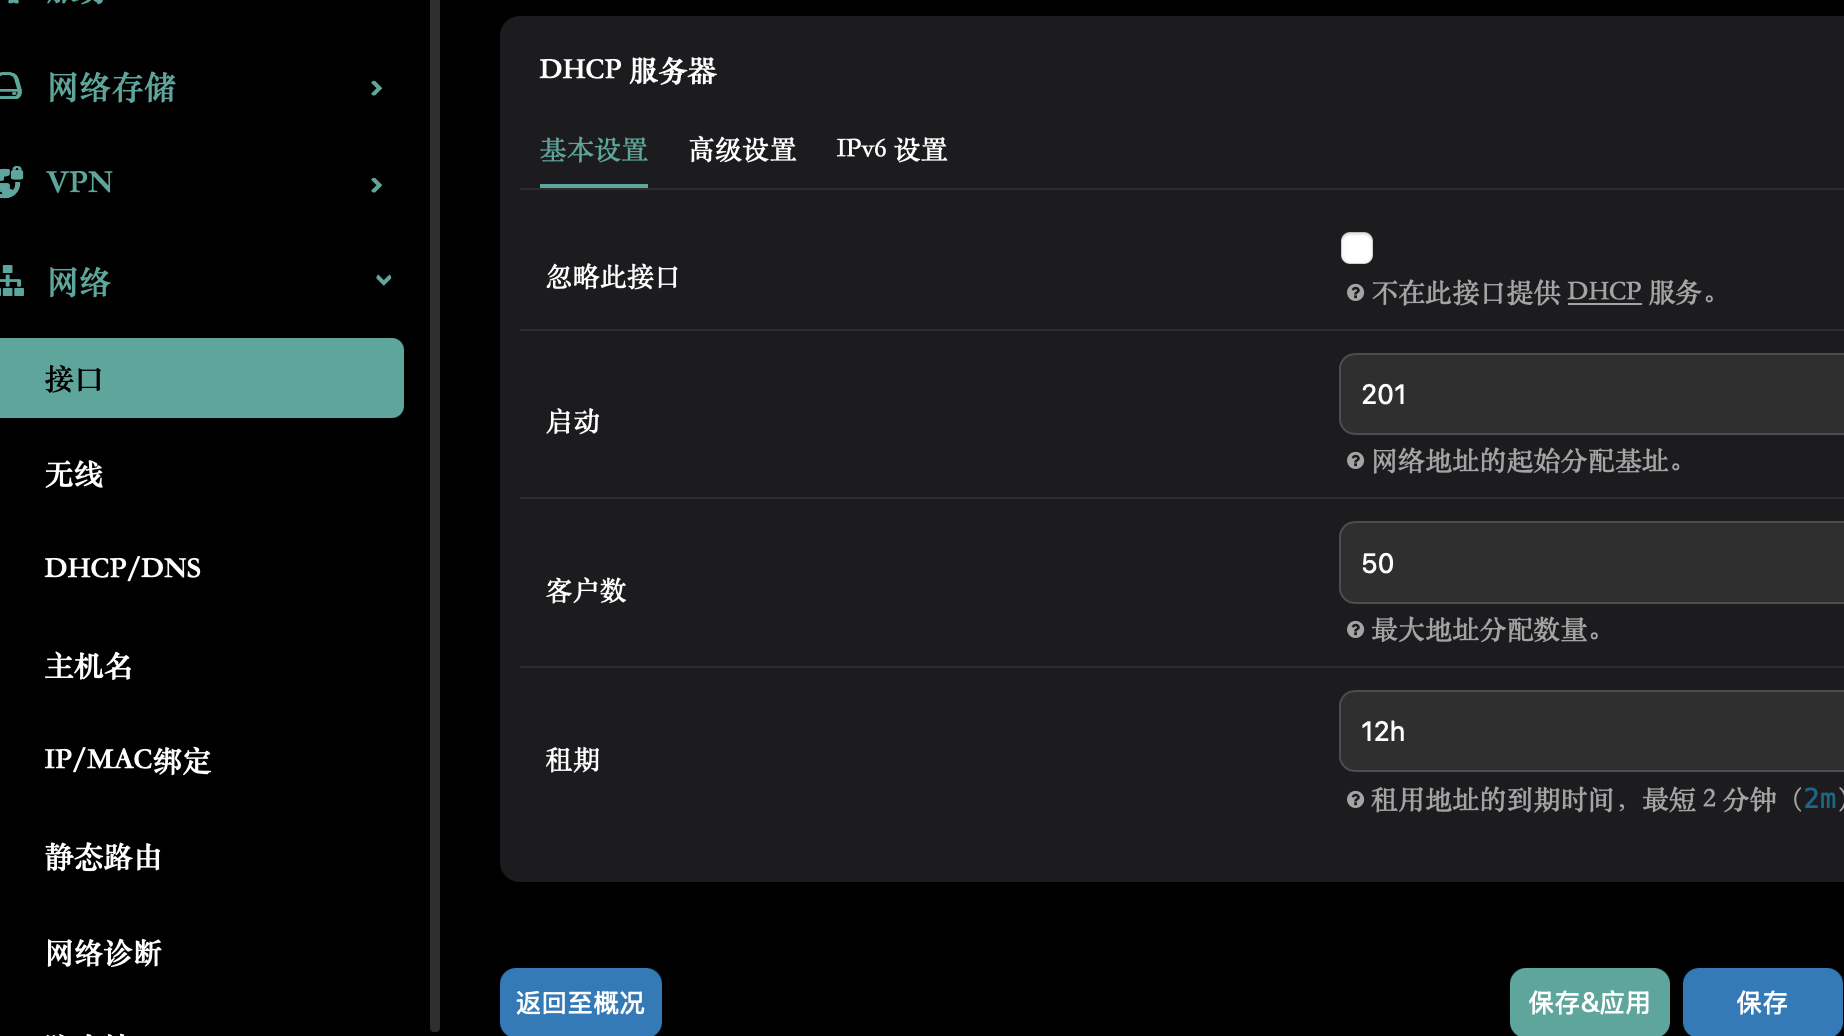 网络存储
VPN
网络
接口
无线
DHCP/DNS
主机名
IP/MAC绑定
静态路由
网络诊断
DHCP 服务器
基本设置 高级设置 IPv6 设置
忽略此接口
不在此接口提供 DHCP 服务。
启动
201
网络地址的起始分配基址。
客户数
50
最大地址分配数量。
租期
12h
租用地址的到期时间，最短 2 分钟（2m）
返回至概况 保存&应用 保存